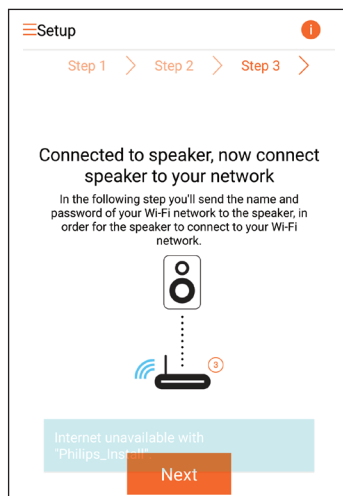 Setup
i
Step 1 Step 2 Step 3
Connected to speaker, now connect
speaker to your network
In the following step you'll send the name and
password of your Wi-Fi network to the speaker, in
order for the speaker to connect to your Wi-Fi
network.
3
Internet unavailable with
"Philips_Install"
Next